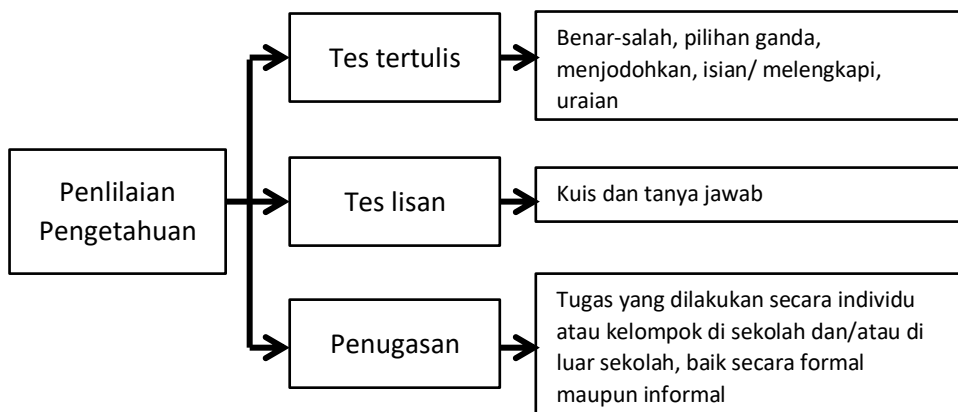 Penlilaian
Pengetahuan
Tes tertulis
Benar-salah, pilihan ganda,
menjodohkan, isian/ melengkapi,
uraian
Tes lisan
Kuis dan tanya jawab
Penugasan
Tugas yang dilakukan secara individu
atau kelompok di sekolah dan/atau di
luar sekolah, baik secara formal
maupun informal